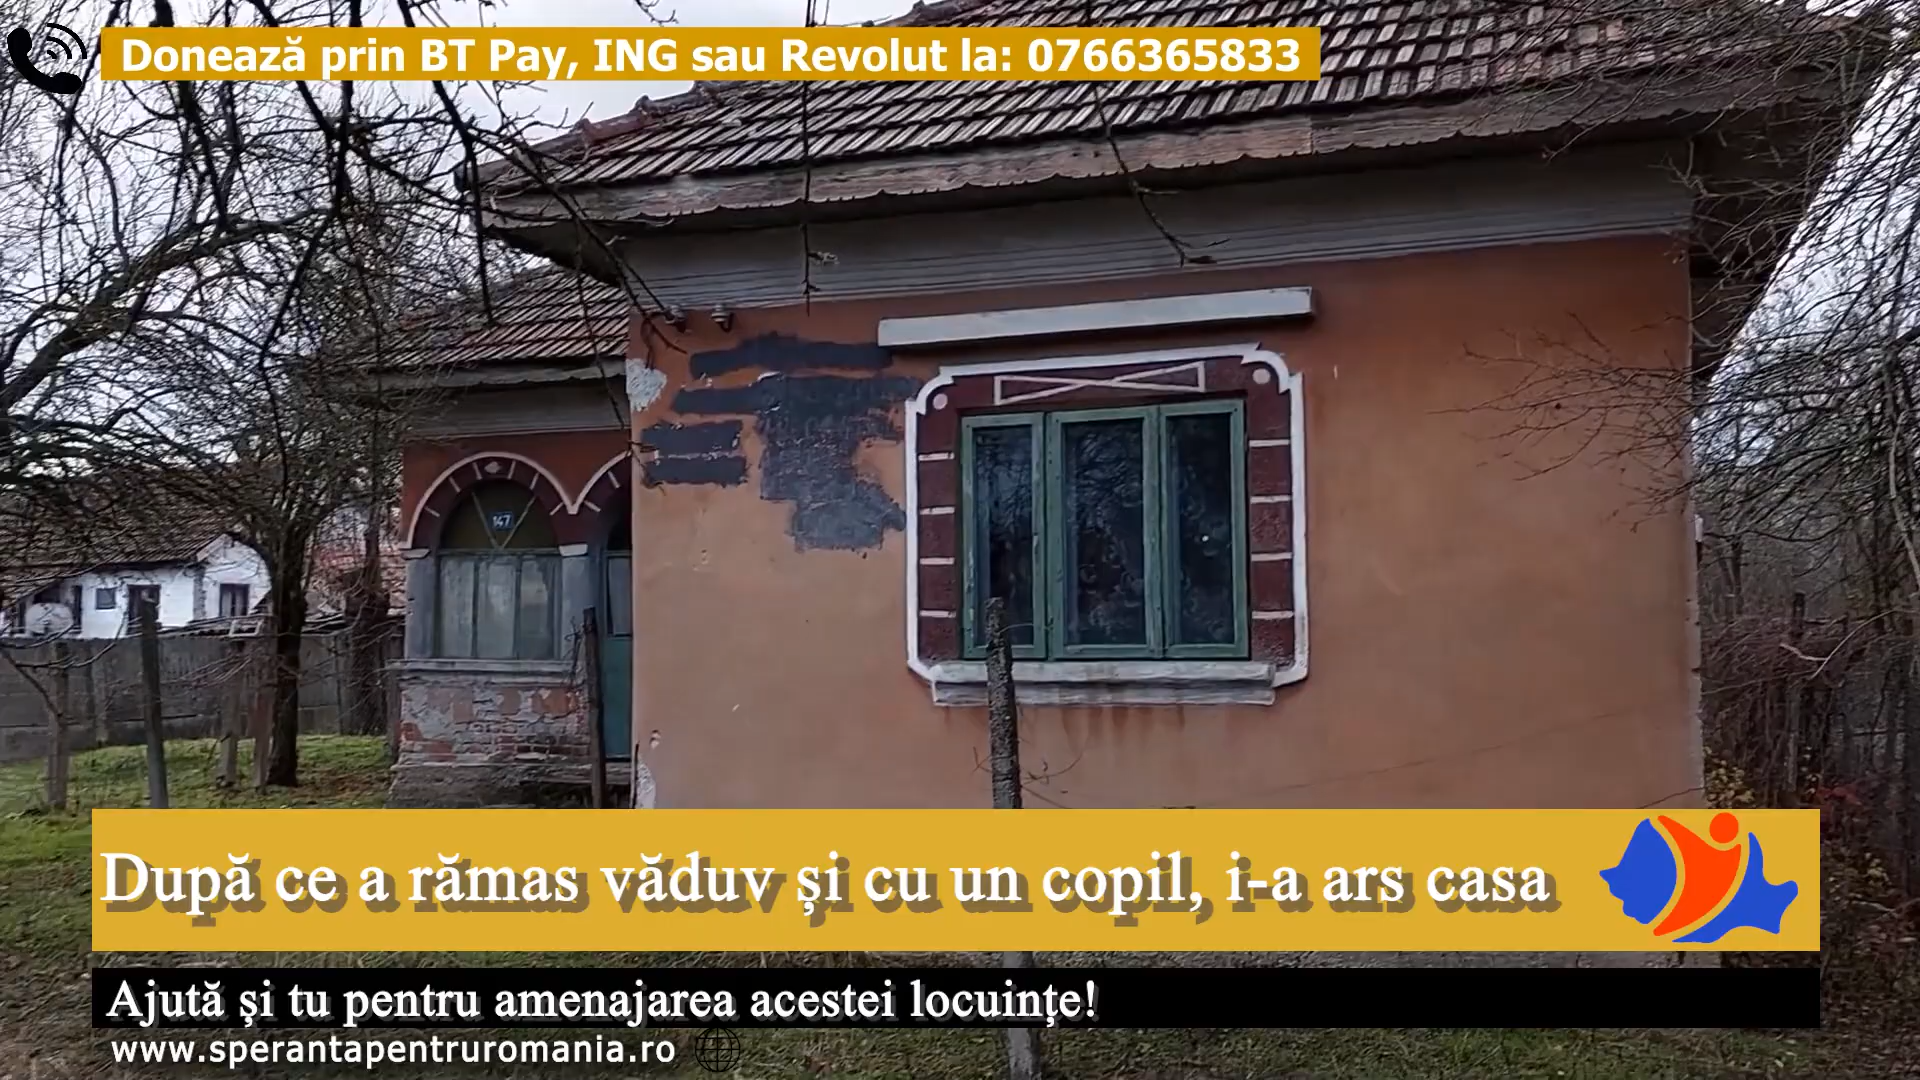 Donează prin BT Pay, ING sau Revolut la: 0766365833
147
După ce a rămas văduv și cu un copil, i-a ars casa
Ajută și tu pentru amenajarea acestei locuințe!
www.sperantapentruromania.ro